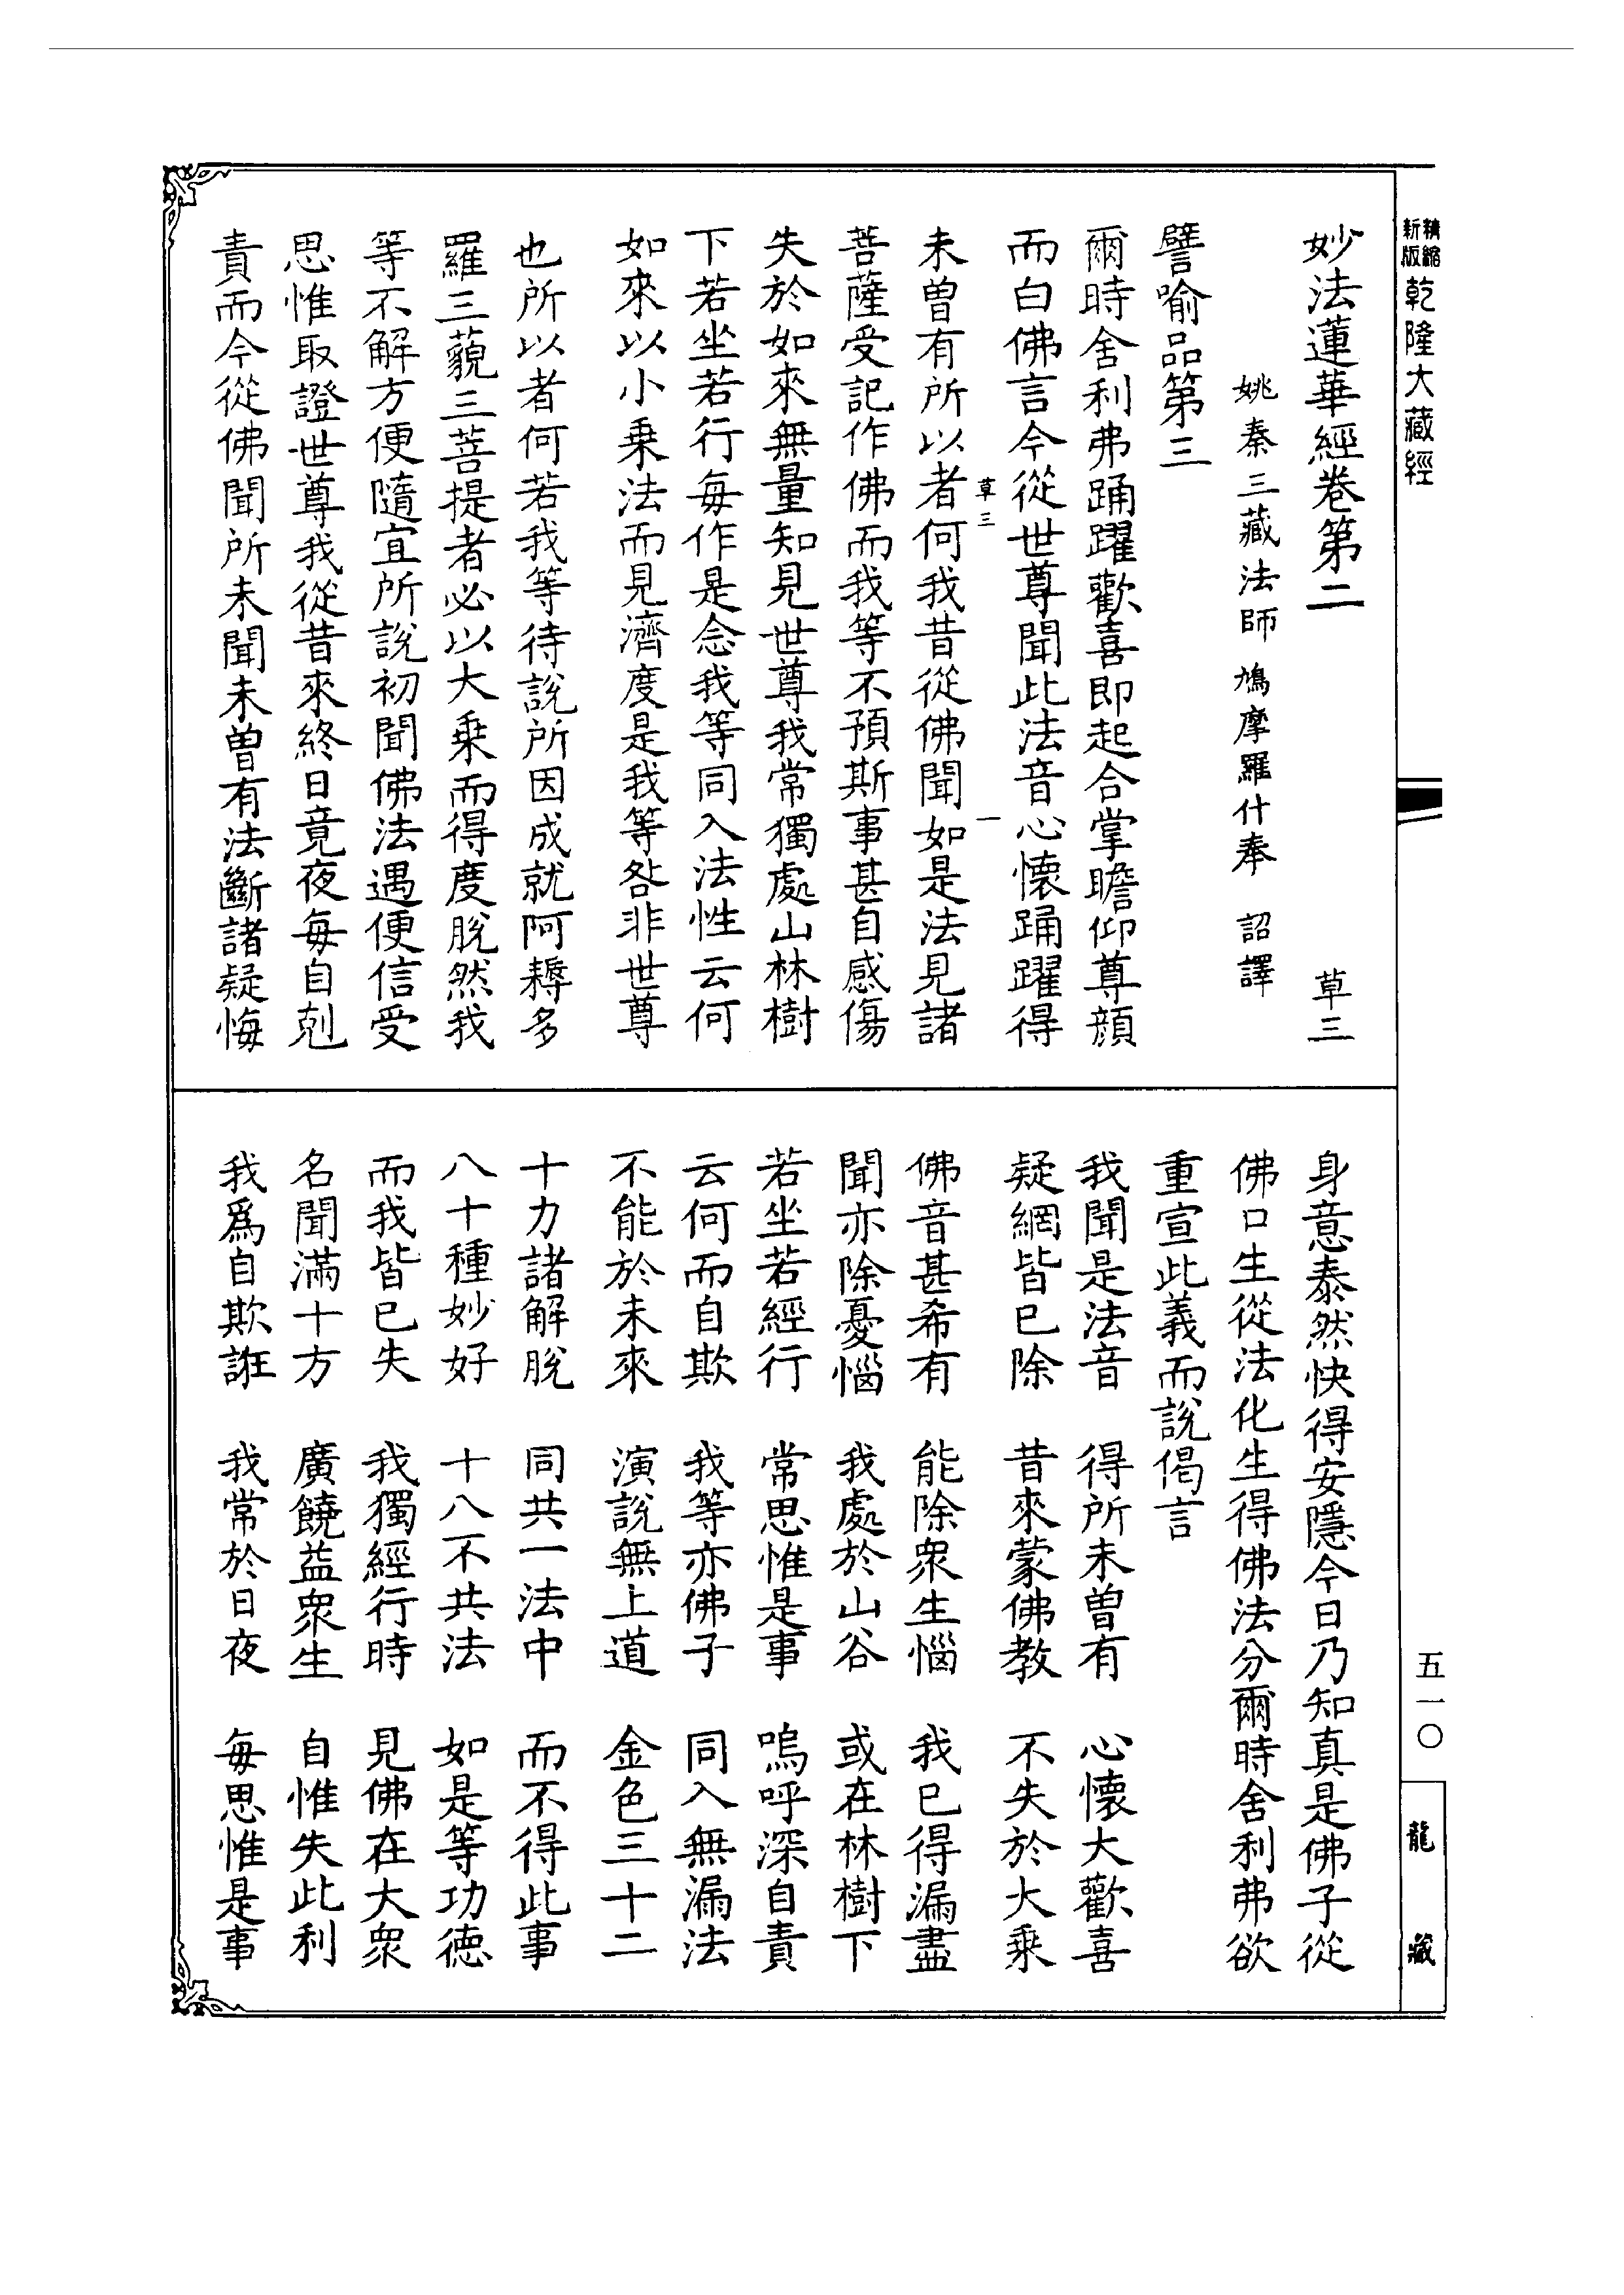 精縮新版乾隆大藏經
五一〇
龍藏
妙法蓮華經卷第二 草三
姚秦三藏法師鳩摩羅什奉 詔譯
譬喻品第三
爾時舍利弗踊躍歡喜即起合掌瞻仰尊顏
而白佛言今從世尊聞此法音心懷踊躍得
草三 一
未曾有所以者何我昔從佛聞如是法見諸
菩薩受記作佛而我等不預斯事甚自感傷
失於如來無量知見世尊我常獨處山林樹
下若坐若行每作是念我等同入法性云何
如來以小乗法而見濟度是我等咎非世尊
也所以者何若我等待說所因成就阿耨多
羅三藐三菩提者必以大乗而得度脫然我
等不解方便隨宜所說初聞佛法遇便信受
思惟取證世尊我從昔來終日竟夜每自剋
責而今從佛聞所未聞未曾有法斷諸疑悔
身意泰然快得安隱今日乃知真是佛子從
佛口生從法化生得佛法分爾時舍利弗欲
重宣此義而說偈言
我聞是法音 得所未曾有 心懷大歡喜
疑網皆已除 昔來蒙佛教 不失於大乗
佛音甚希有 能除衆生惱 我已得漏盡
聞亦除憂惱 我處於山谷 或在林樹下
若坐若經行 常思惟是事 嗚呼深自責
云何而自欺 我等亦佛子 同入無漏法
不能於未來 演說無上道 金色三十二
十力諸解脫 同共一法中 而不得此事
八十種妙好 十八不共法 如是等功德
而我皆已失 我獨經行時 見佛在大衆
名聞滿十方 廣饒益衆生 自惟失此利
我爲自欺誑 我常於日夜 每思惟是事